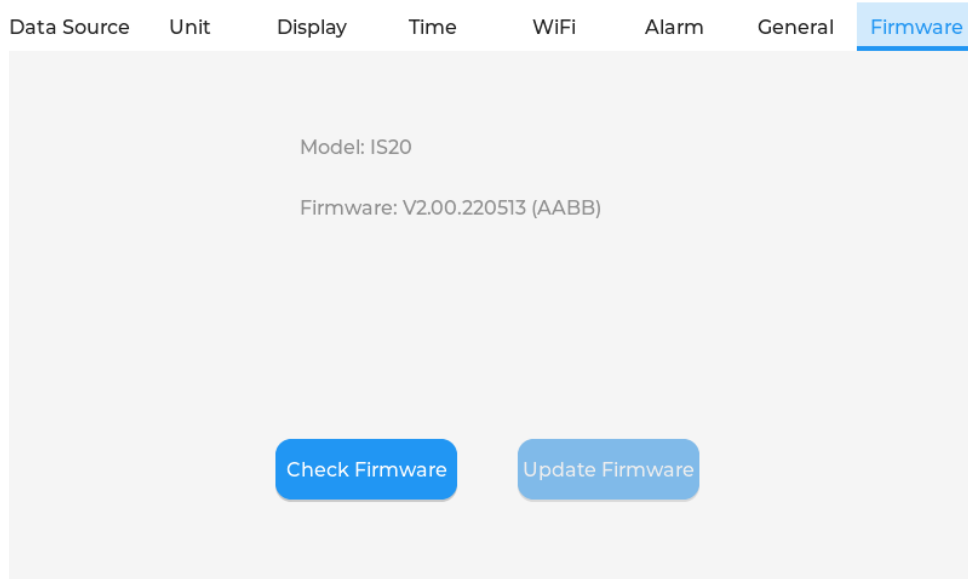 Data Source Unit Display Time WiFi Alarm General Firmware
Model: IS20
Firmware: V2.00.220513 (AABB)
Check Firmware Update Firmware